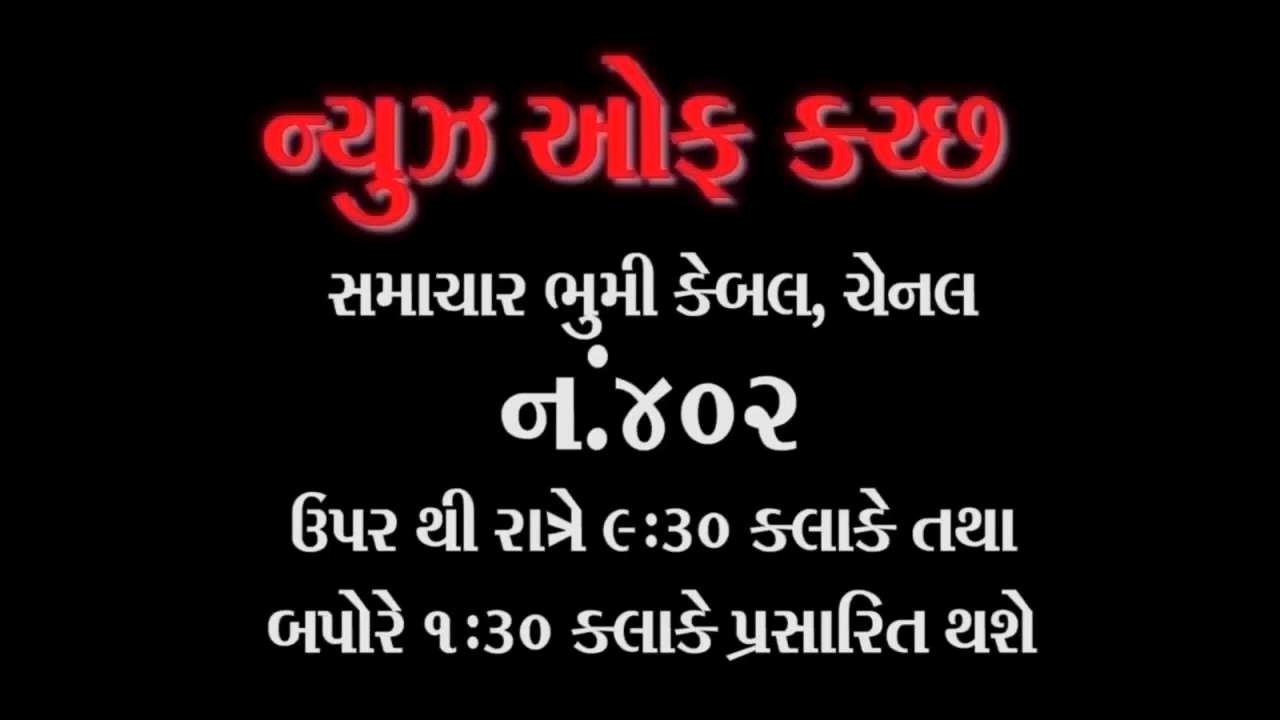 ન્યુઝ ઓફ કચ્છ
સમાચાર ભુમી કેબલ, ચેનલ
નં.૪૦૨
ઉપર થી રાત્રે ૯:૩૦ કલાકે તથા
બપોરે ૧:૩૦ કલાકે પ્રસારિત થશે